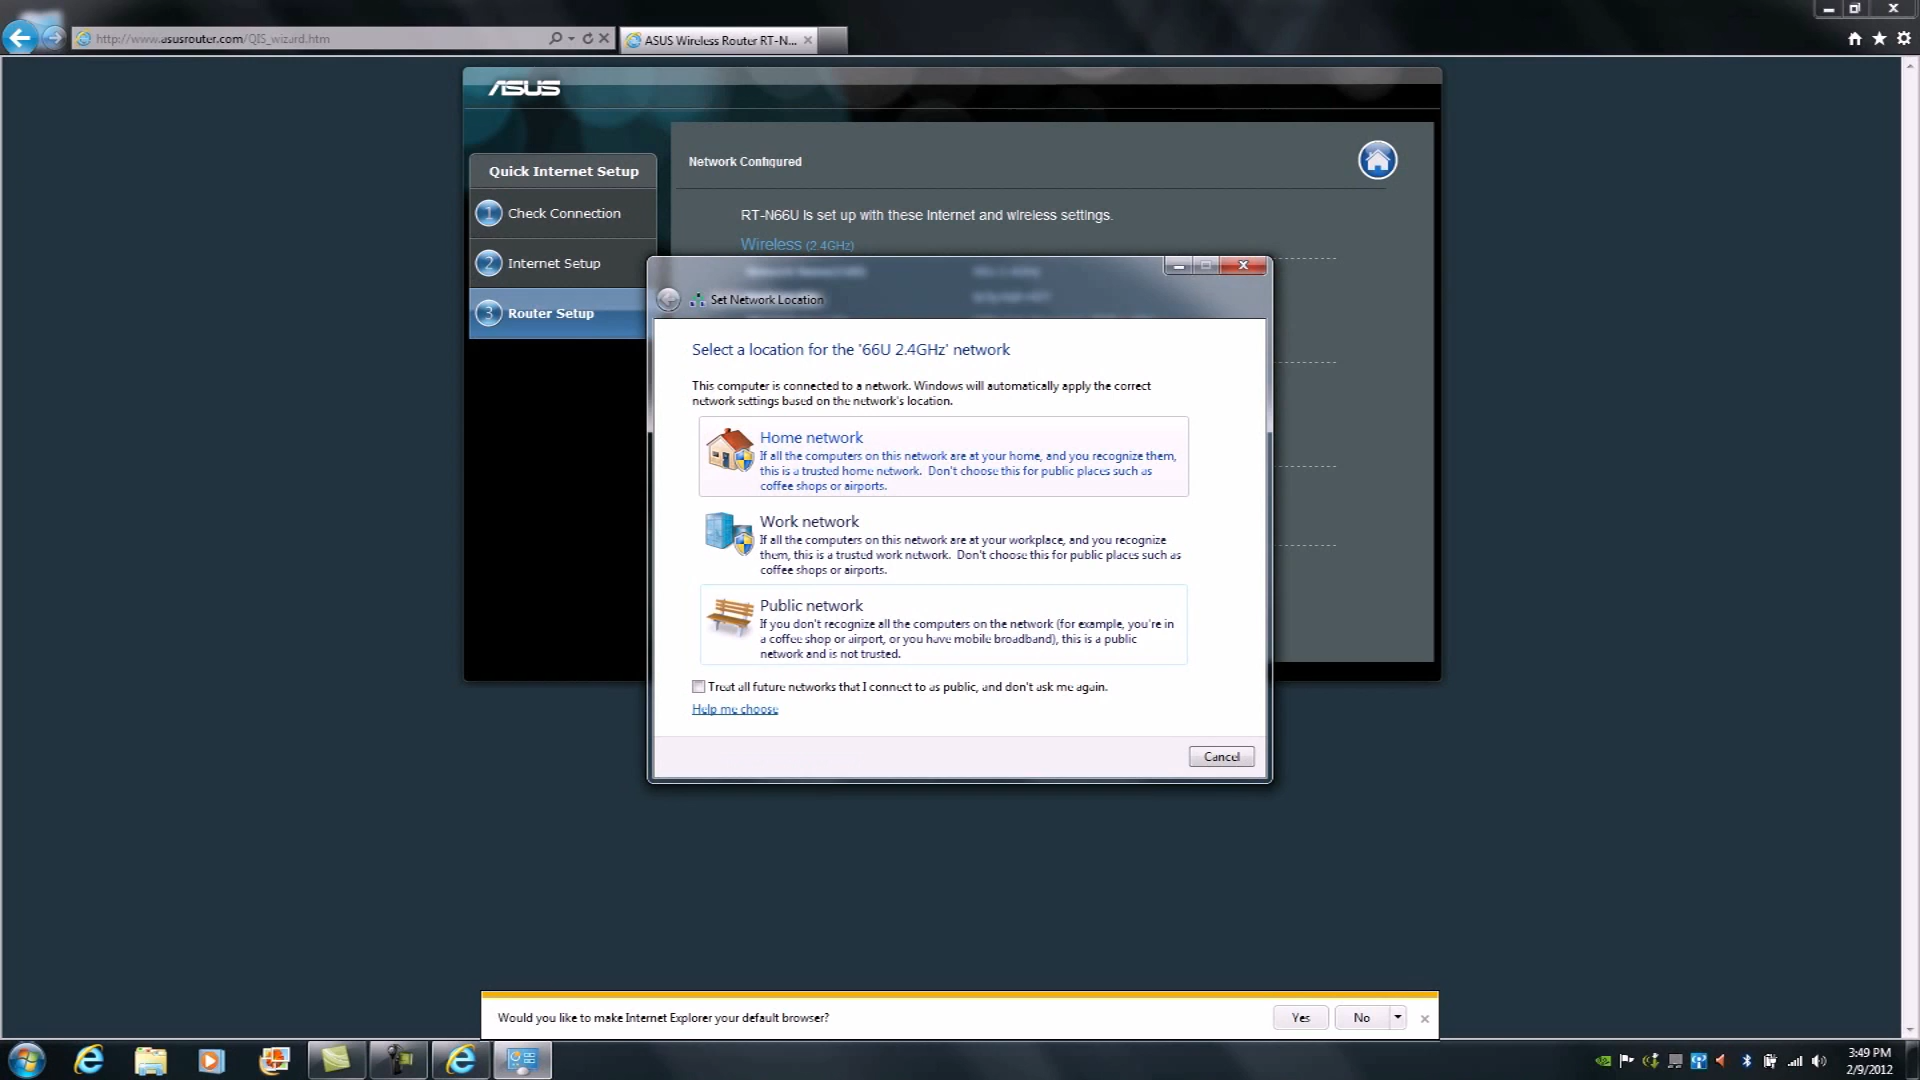 http://www.asusrouter.com/QIS_wizard.htm
ASUS Wireless Router RT-N...
ASUS
Quick Internet Setup
1 Check Connection
2 Internet Setup
3 Router Setup
Network Configured
RT-N66U is set up with these Internet and wireless settings.
Wireless (2.4GHz)
Set Network Location
Select a location for the '66U 2.4GHz' network
This computer is connected to a network. Windows will automatically apply the correct
network settings based on the network's location.
Home network
If all the computers on this network are at your home, and you recognize them,
this is a trusted home network. Don't choose this for public places such as
coffee shops or airports.
Work network
If all the computers on this network are at your workplace, and you recognize
them, this is a trusted work network. Don't choose this for public places such as
coffee shops or airports.
Public network
If you don't recognize all the computers on the network (for example, you're in
a coffee shop or airport, or you have mobile broadband), this is a public
network and is not trusted.
Treat all future networks that I connect to as public, and don't ask me again.
Help me choose
Cancel
Would you like to make Internet Explorer your default browser?
Yes
No
3:49 PM
2/9/2012